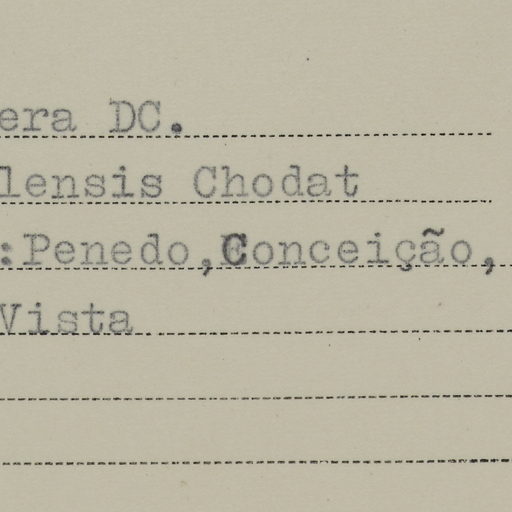 era DC.
lensis Chodat
:Penedo,Conceição,
Vista